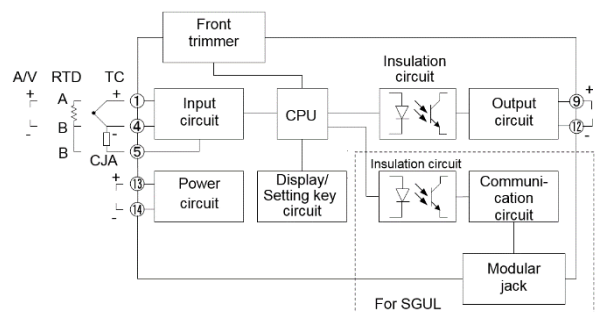 Front
trimmer
A/V RTD TC
Insulation
circuit
+ A + ① Input
circuit
CPU
Output
circuit
⑨ +
- B - ④
⑫ -
B CJA ⑤
Insulation circuit
+ ⑬ Power
circuit
- ⑭
Display/
Setting key
circuit
Communi-
cation
circuit
Modular
jack
For SGUL